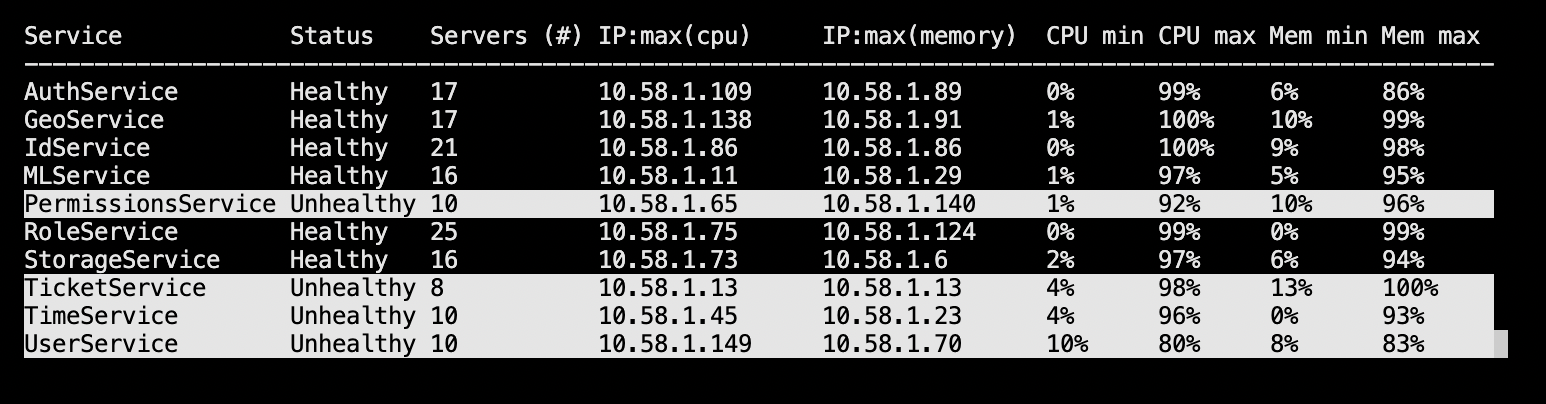 Service Status Servers (#) IP:max(cpu) IP:max(memory) CPU min CPU max Mem min Mem max
---------------------------------------------------------------------------------------------------------
AuthService Healthy 17 10.58.1.109 10.58.1.89 0% 99% 6% 86%
GeoService Healthy 17 10.58.1.138 10.58.1.91 1% 100% 10% 99%
IdService Healthy 21 10.58.1.86 10.58.1.86 0% 100% 9% 98%
MLService Healthy 16 10.58.1.11 10.58.1.29 1% 97% 5% 95%
PermissionsService Unhealthy 10 10.58.1.65 10.58.1.140 1% 92% 10% 96%
RoleService Healthy 25 10.58.1.75 10.58.1.124 0% 99% 0% 99%
StorageService Healthy 16 10.58.1.73 10.58.1.6 2% 97% 6% 94%
TicketService Unhealthy 8 10.58.1.13 10.58.1.13 4% 98% 13% 100%
TimeService Unhealthy 10 10.58.1.45 10.58.1.23 4% 96% 0% 93%
UserService Unhealthy 10 10.58.1.149 10.58.1.70 10% 80% 8% 83%